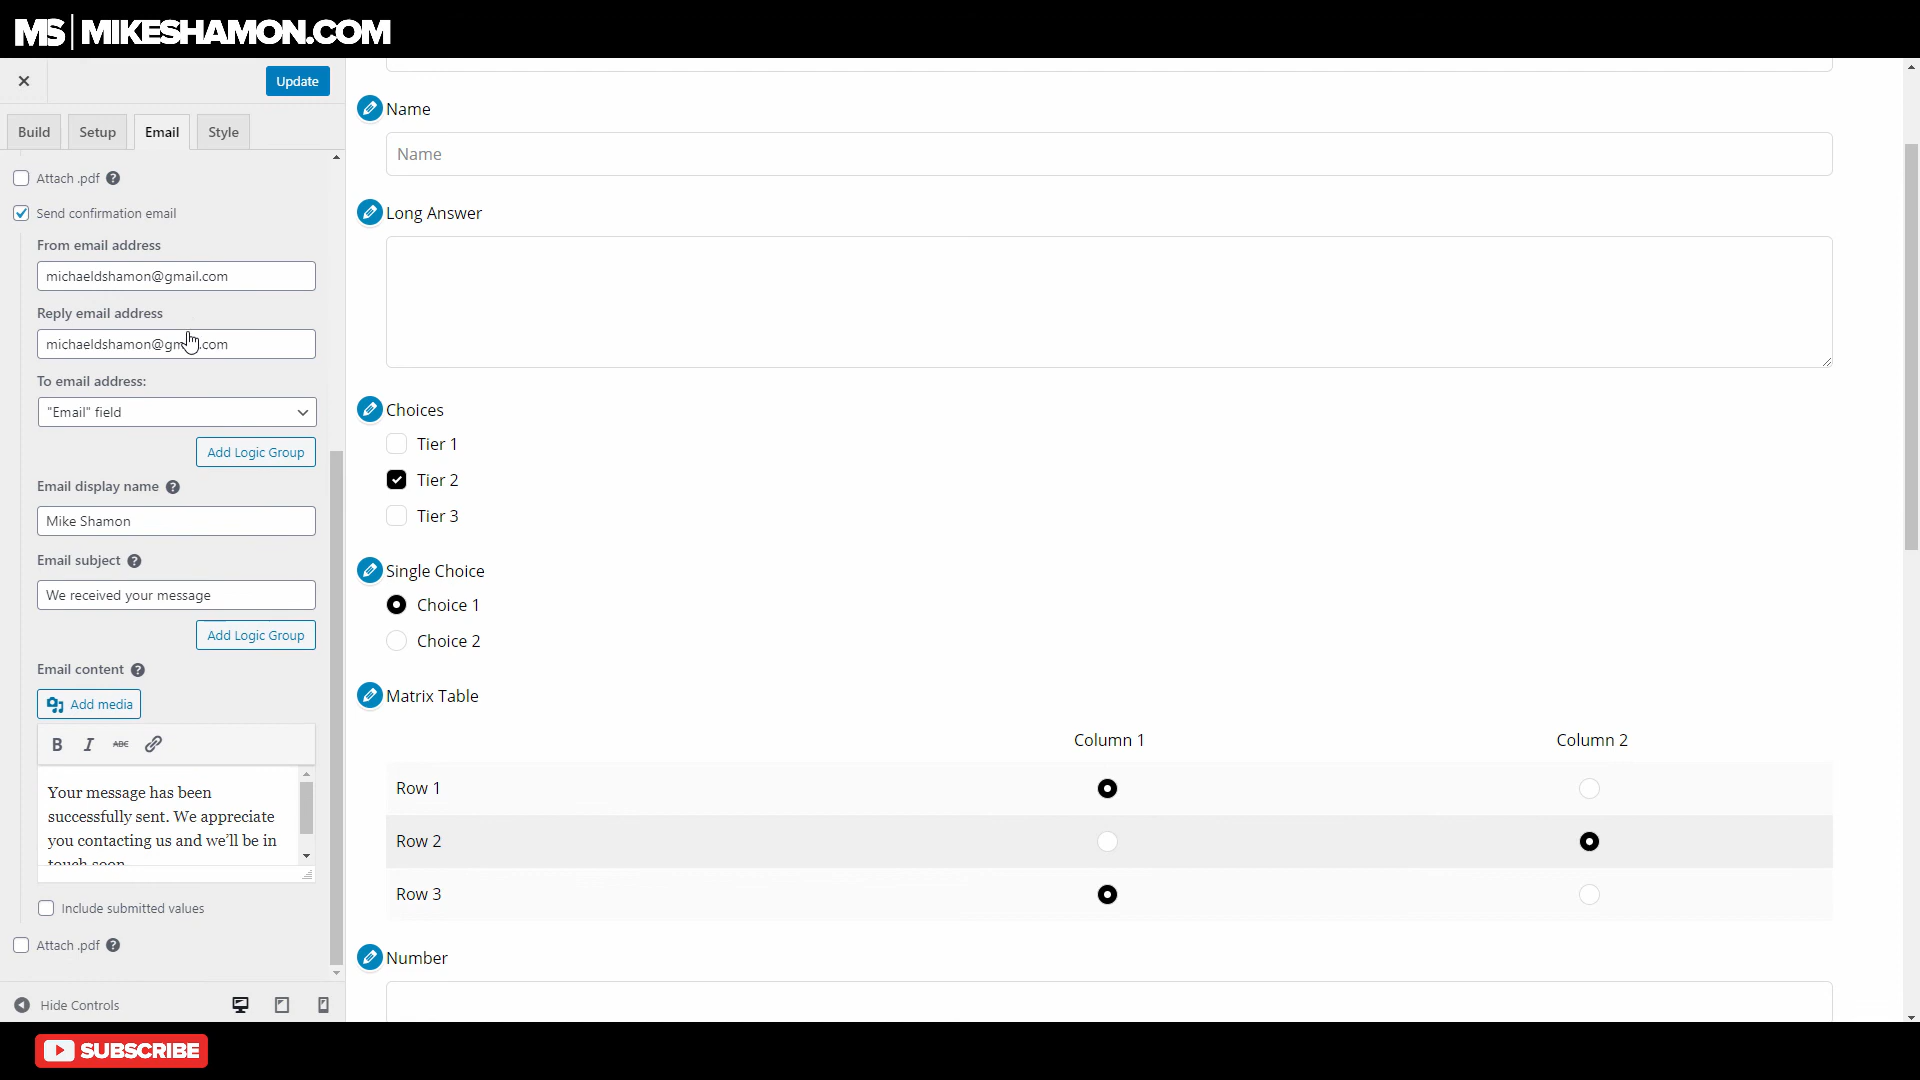 MS MIKESHAMON.COM
Update
Build Setup Email Style
Attach .pdf
Send confirmation email
From email address
michaeldshamon@gmail.com
Reply email address
To email address:
"Email" field
Add Logic Group
Email display name
Mike Shamon
Email subject
We received your message
Add Logic Group
Email content
Add media
B I ABC
Your message has been
successfully sent. We appreciate
you contacting us and we'll be in
touch soon
Include submitted values
Attach .pdf
Hide Controls
Name
Name
Long Answer
Choices
Tier 1
Tier 2
Tier 3
Single Choice
Choice 1
Choice 2
Matrix Table
Column 1 Column 2
Row 1
Row 2
Row 3
Number
SUBSCRIBE